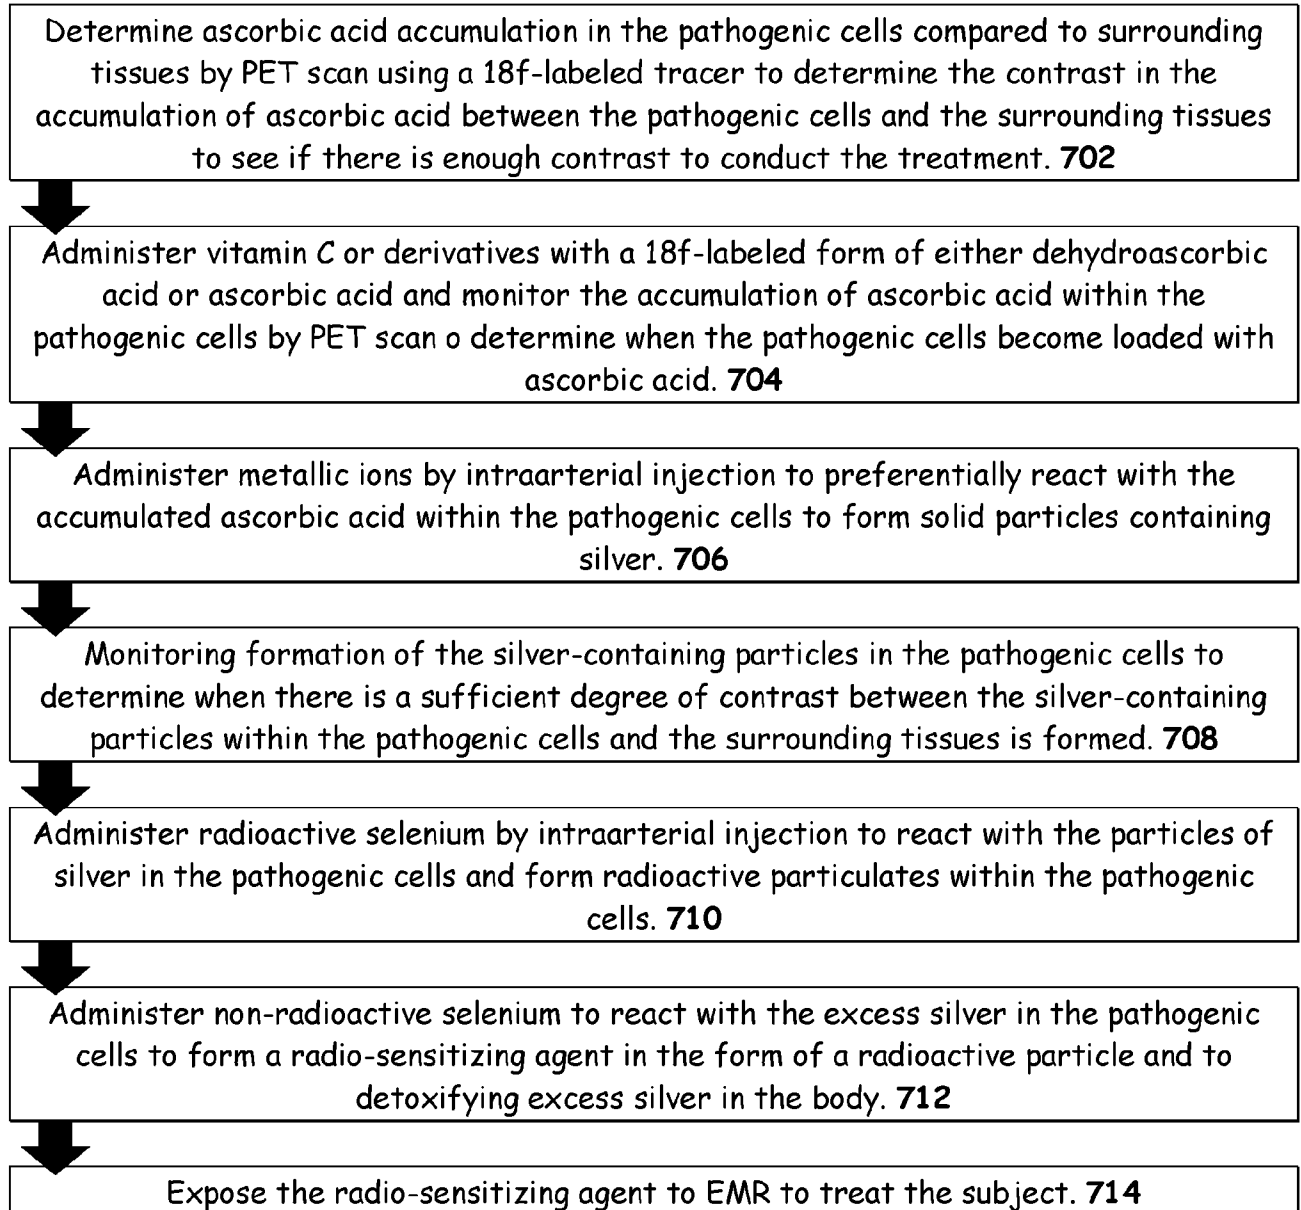 Determine ascorbic acid accumulation in the pathogenic cells compared to surrounding
tissues by PET scan using a 18f-labeled tracer to determine the contrast in the
accumulation of ascorbic acid between the pathogenic cells and the surrounding tissues
to see if there is enough contrast to conduct the treatment. 702
Administer vitamin C or derivatives with a 18f-labeled form of either dehydroascorbic
acid or ascorbic acid and monitor the accumulation of ascorbic acid within the
pathogenic cells by PET scan o determine when the pathogenic cells become loaded with
ascorbic acid. 704
Administer metallic ions by intraarterial injection to preferentially react with the
accumulated ascorbic acid within the pathogenic cells to form solid particles containing
silver. 706
Monitoring formation of the silver-containing particles in the pathogenic cells to
determine when there is a sufficient degree of contrast between the silver-containing
particles within the pathogenic cells and the surrounding tissues is formed. 708
Administer radioactive selenium by intraarterial injection to react with the particles of
silver in the pathogenic cells and form radioactive particulates within the pathogenic
cells. 710
Administer non-radioactive selenium to react with the excess silver in the pathogenic
cells to form a radio-sensitizing agent in the form of a radioactive particle and to
detoxifying excess silver in the body. 712
Expose the radio-sensitizing agent to EMR to treat the subject. 714